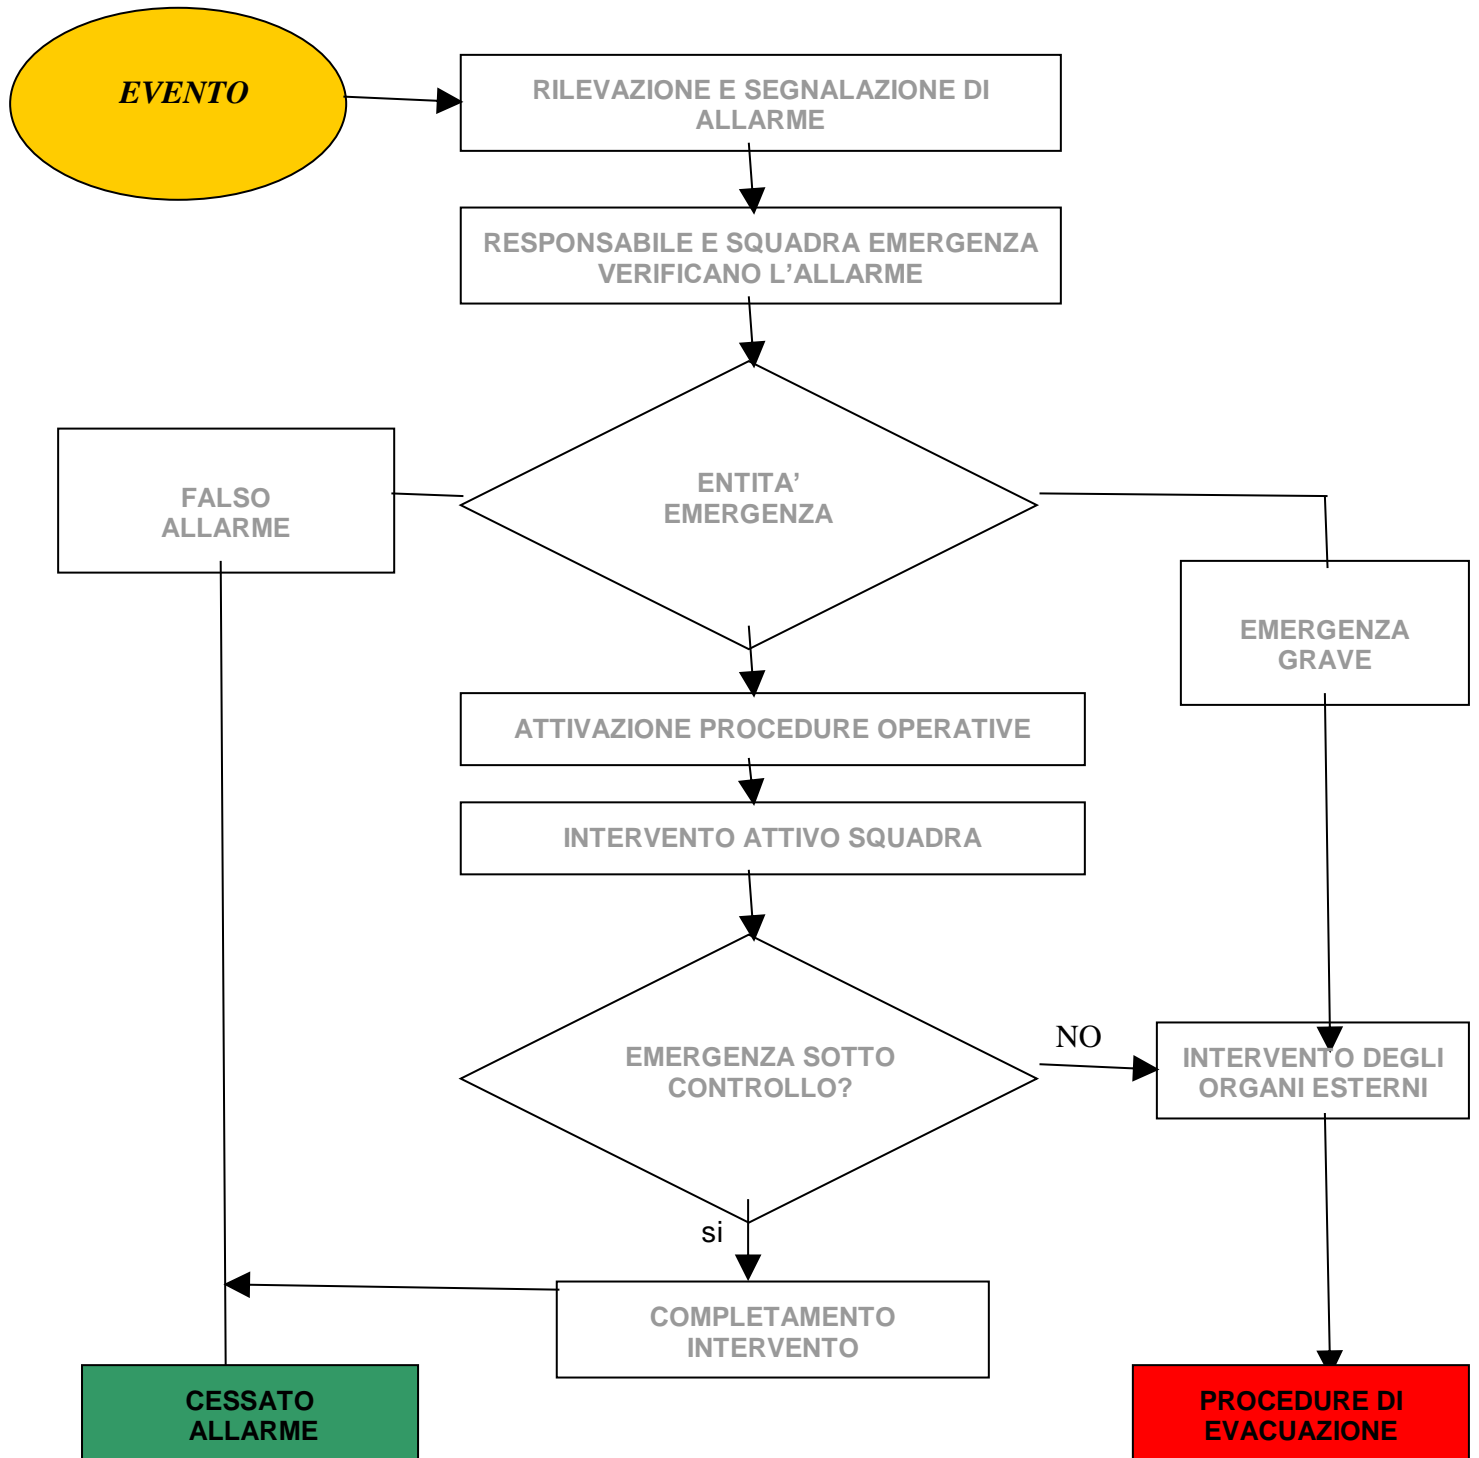 EVENTO
RILEVAZIONE E SEGNALAZIONE DI
ALLARME
RESPONSABILE E SQUADRA EMERGENZA
VERIFICANO L’ALLARME
FALSO
ALLARME
ENTITA’
EMERGENZA
EMERGENZA
GRAVE
ATTIVAZIONE PROCEDURE OPERATIVE
INTERVENTO ATTIVO SQUADRA
EMERGENZA SOTTO
CONTROLLO?
NO
INTERVENTO DEGLI
ORGANI ESTERNI
si
COMPLETAMENTO
INTERVENTO
CESSATO
ALLARME
PROCEDURE DI
EVACUAZIONE